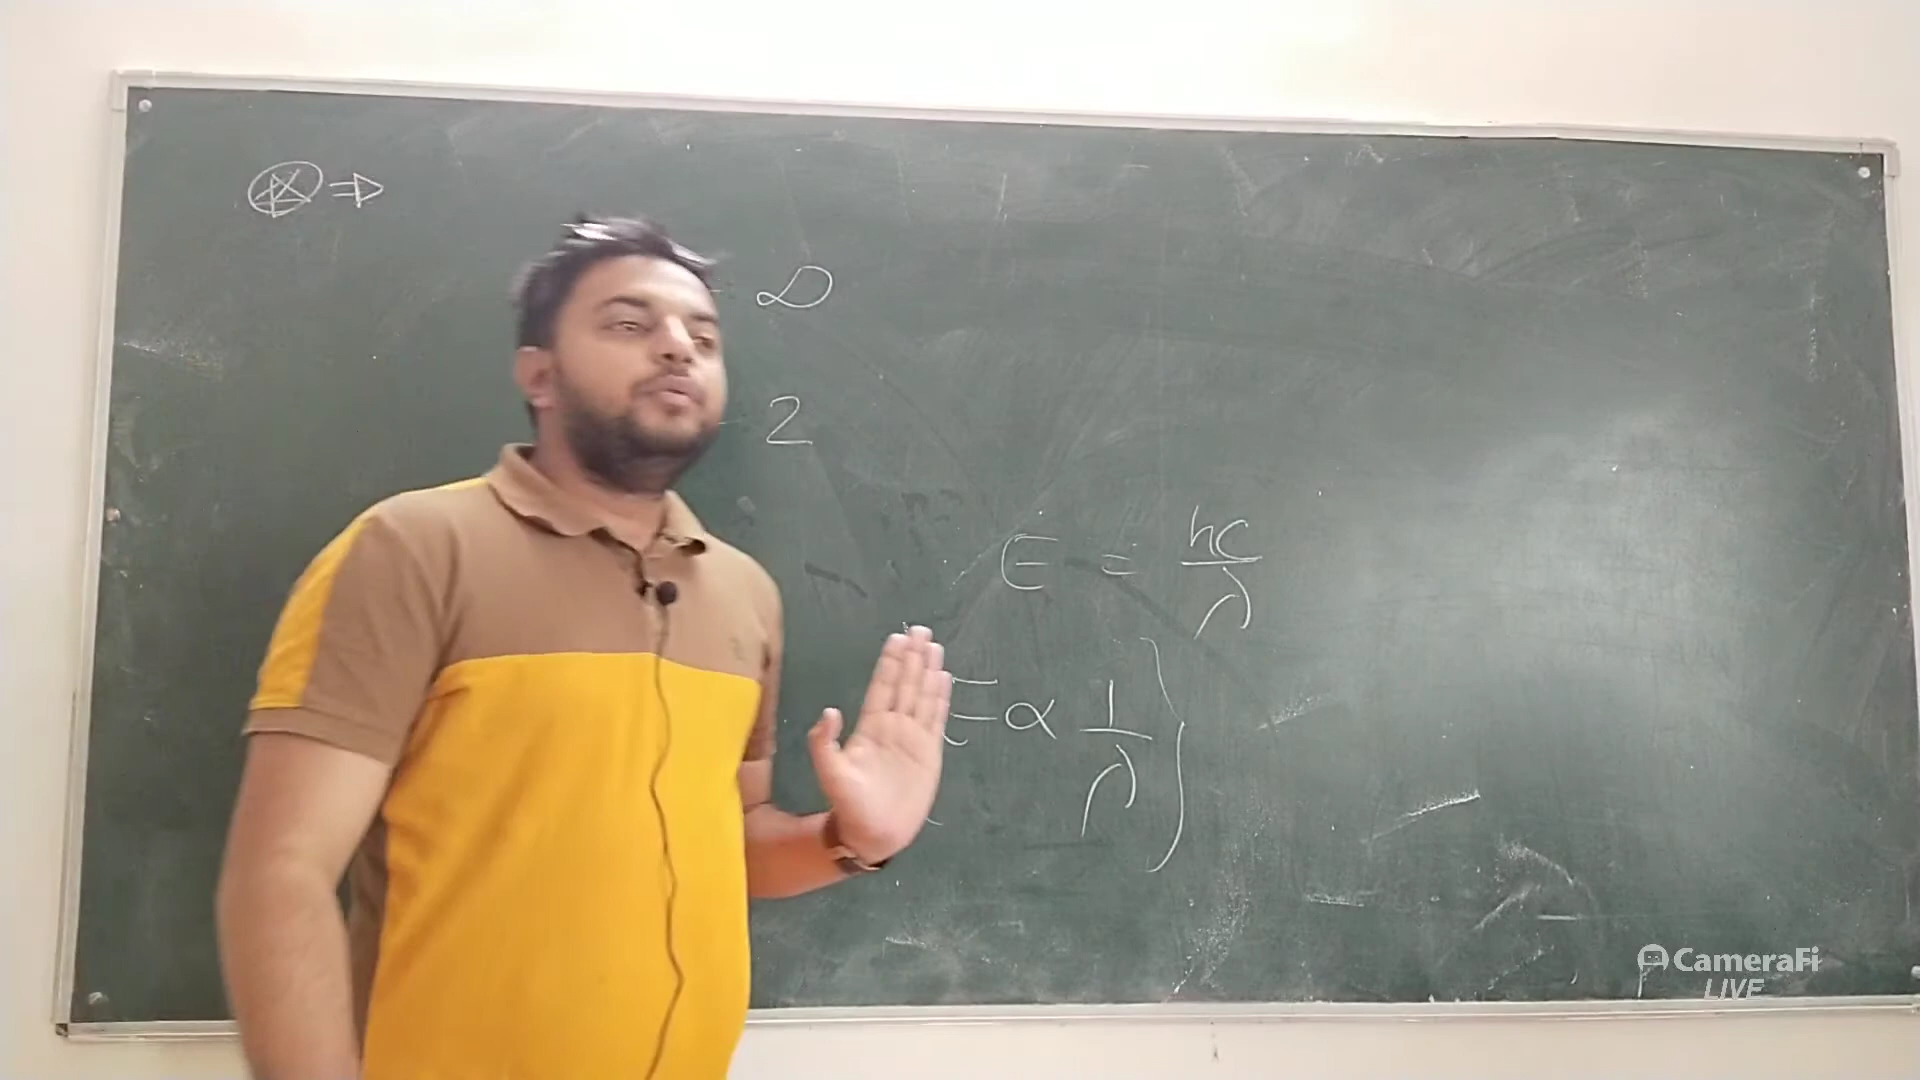 ⇒
∞
2
E = hc/λ
E α 1/λ
CameraFi
LIVE